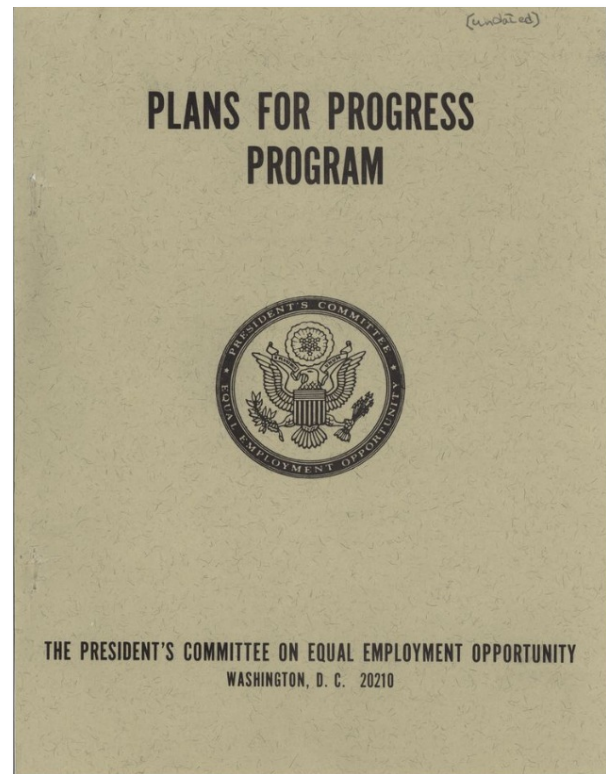 (undated)
PLANS FOR PROGRESS
PROGRAM
★ PRESIDENT'S COMMITTEE ★
EQUAL EMPLOYMENT OPPORTUNITY
THE PRESIDENT'S COMMITTEE ON EQUAL EMPLOYMENT OPPORTUNITY
WASHINGTON, D. C. 20210